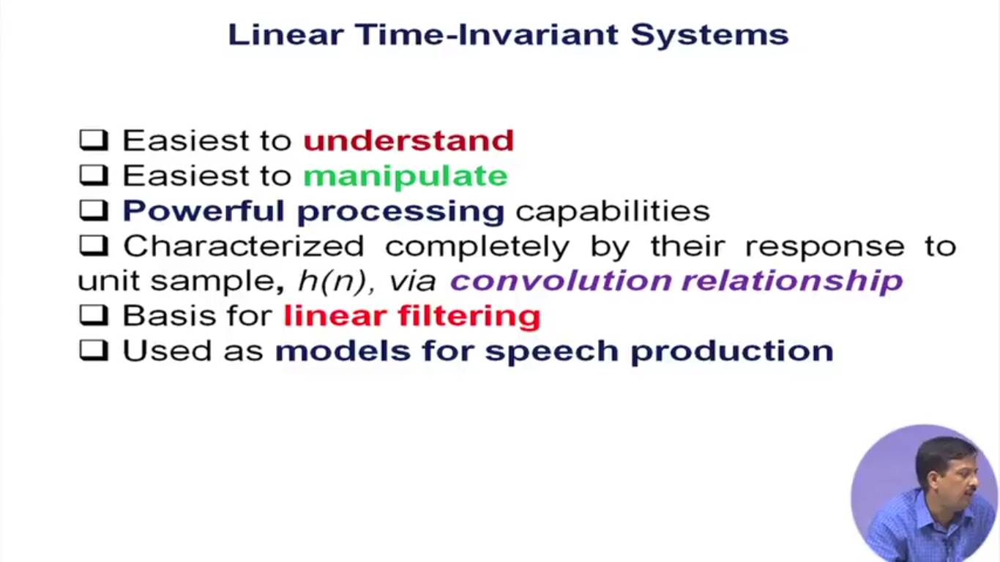 Linear Time-Invariant Systems
❑ Easiest to understand
❑ Easiest to manipulate
❑ Powerful processing capabilities
❑ Characterized completely by their response to
unit sample, h(n), via convolution relationship
❑ Basis for linear filtering
❑ Used as models for speech production